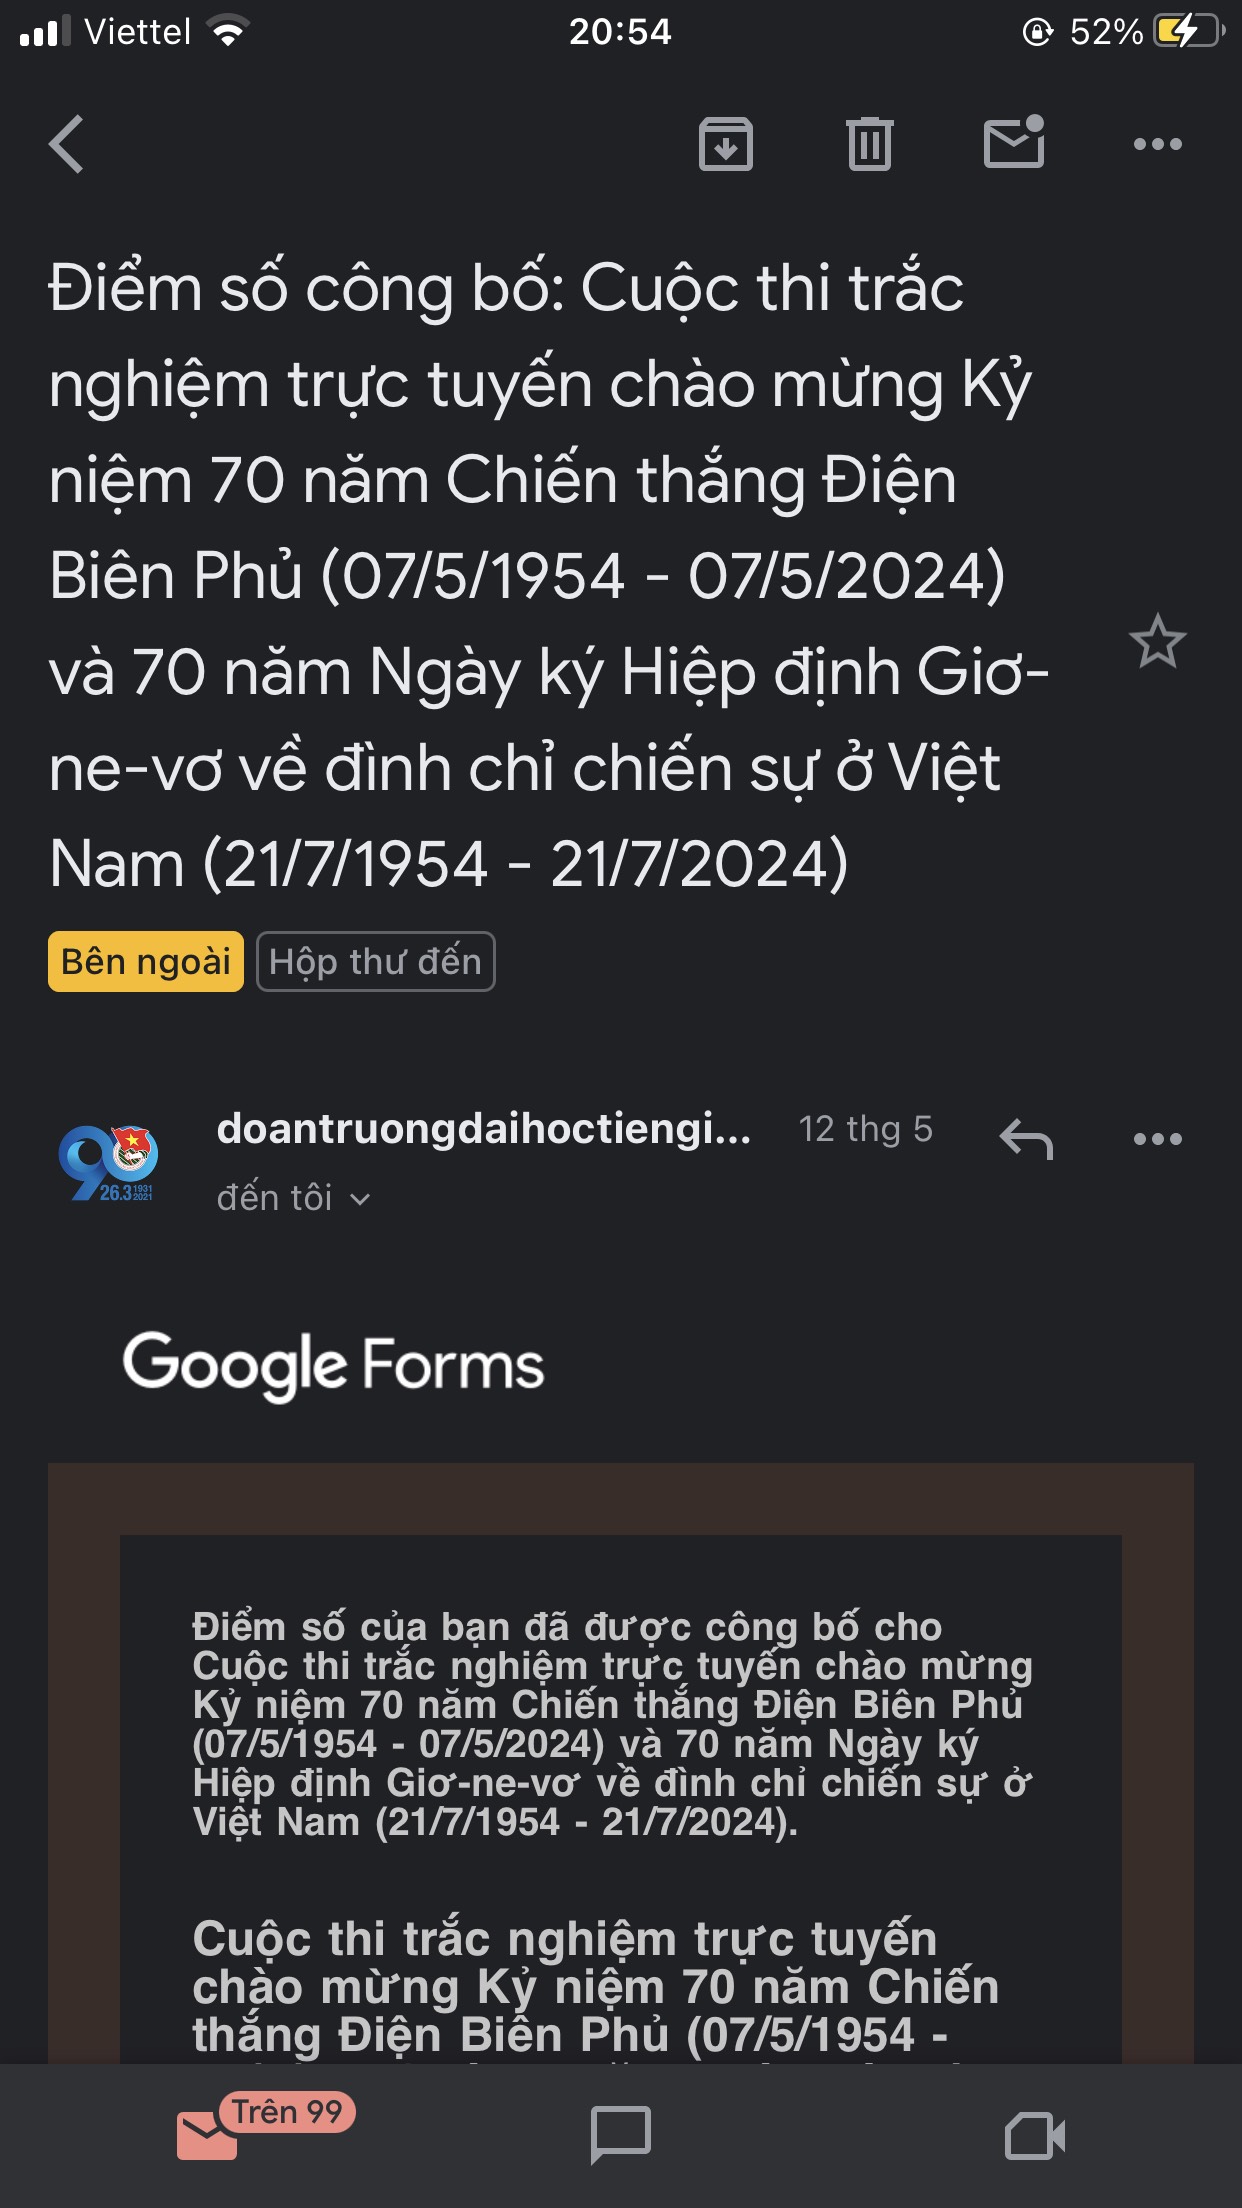 Viettel
20:54
52%
Điểm số công bố: Cuộc thi trắc
nghiệm trực tuyến chào mừng Kỷ
niệm 70 năm Chiến thắng Điện
Biên Phủ (07/5/1954 - 07/5/2024)
và 70 năm Ngày ký Hiệp định Giơ-
ne-vơ về đình chỉ chiến sự ở Việt
Nam (21/7/1954 - 21/7/2024)
Bên ngoài
Hộp thư đến
90
26.3
1931
2021
doantruongdaihoctiengi...
12 thg 5
đến tôi
Google Forms
Điểm số của bạn đã được công bố cho
Cuộc thi trắc nghiệm trực tuyến chào mừng
Kỷ niệm 70 năm Chiến thắng Điện Biên Phủ
(07/5/1954 - 07/5/2024) và 70 năm Ngày ký
Hiệp định Giơ-ne-vơ về đình chỉ chiến sự ở
Việt Nam (21/7/1954 - 21/7/2024).
Cuộc thi trắc nghiệm trực tuyến
chào mừng Kỷ niệm 70 năm Chiến
thắng Điện Biên Phủ (07/5/1954 -
Trên 99